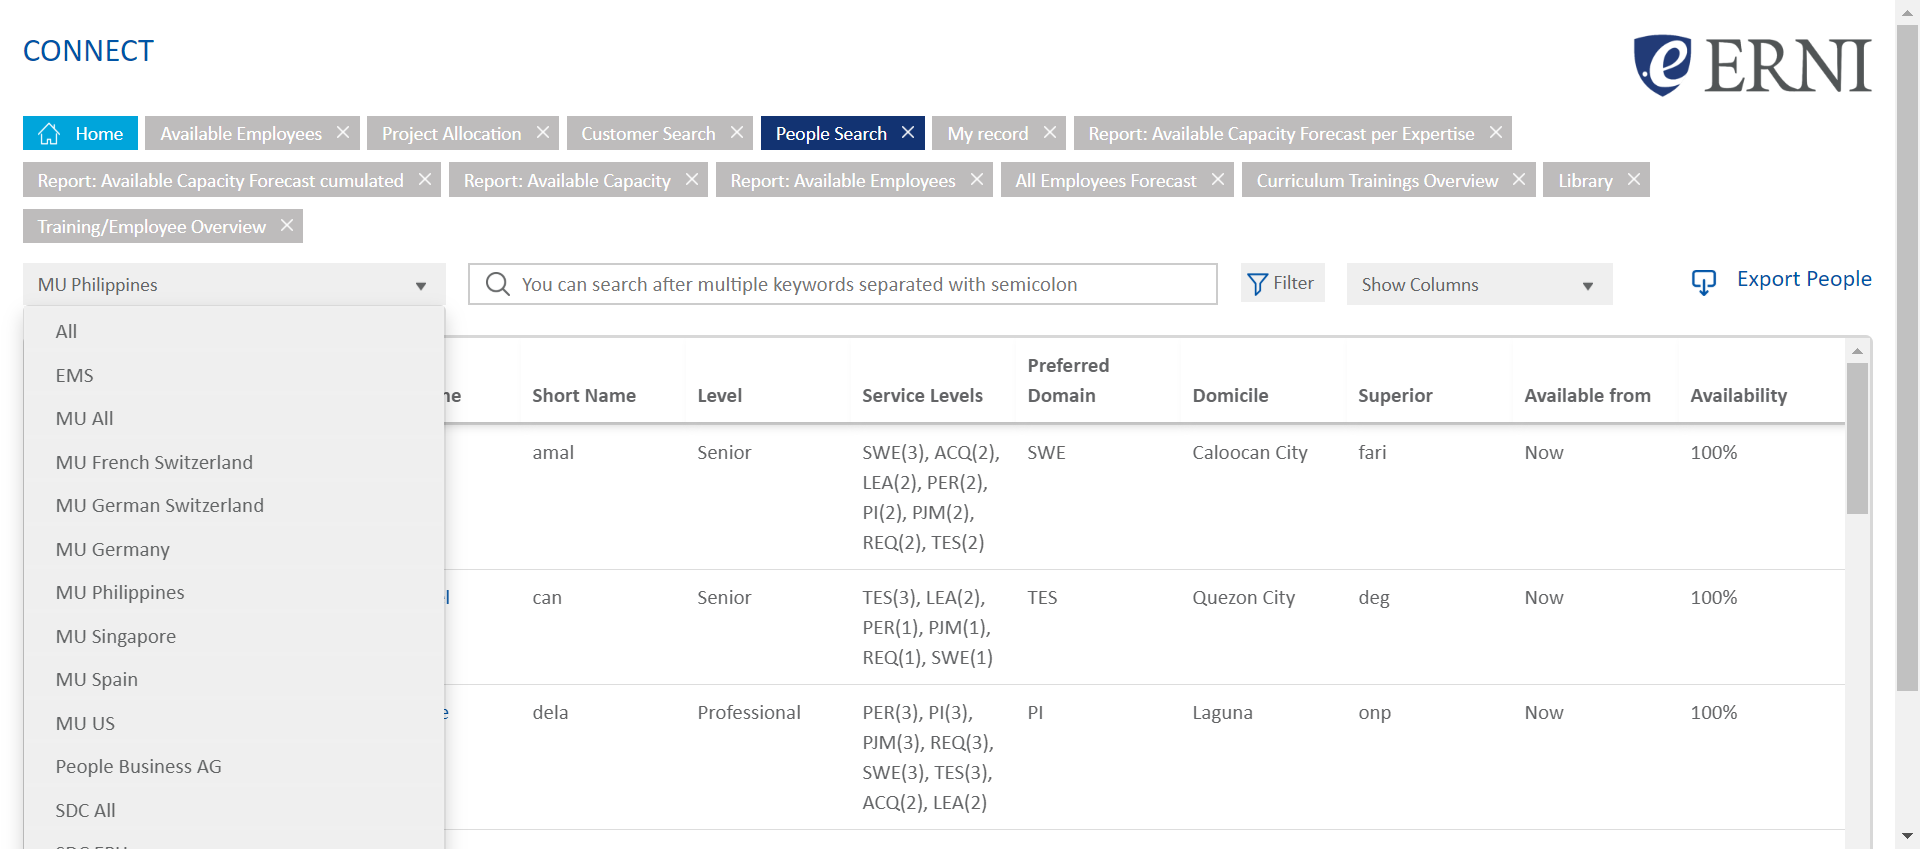 CONNECT
ERNI
Home
Available Employees
Project Allocation
Customer Search
People Search
My record
Report: Available Capacity Forecast per Expertise
Report: Available Capacity Forecast cumulated
Report: Available Capacity
Report: Available Employees
All Employees Forecast
Curriculum Trainings Overview
Library
Training/Employee Overview
MU Philippines
You can search after multiple keywords separated with semicolon
Filter
Show Columns
Export People
All
EMS
MU All
MU French Switzerland
MU German Switzerland
MU Germany
MU Philippines
MU Singapore
MU Spain
MU US
People Business AG
SDC All
Short Name
Level
Service Levels
Preferred
Domain
Domicile
Superior
Available from
Availability
amal
Senior
SWE(3), ACQ(2),
LEA(2), PER(2),
PI(2), PJM(2),
REQ(2), TES(2)
SWE
Caloocan City
fari
Now
100%
can
Senior
TES(3), LEA(2),
PER(1), PJM(1),
REQ(1), SWE(1)
TES
Quezon City
deg
Now
100%
dela
Professional
PER(3), PI(3),
PJM(3), REQ(3),
SWE(3), TES(3),
ACQ(2), LEA(2)
PI
Laguna
onp
Now
100%